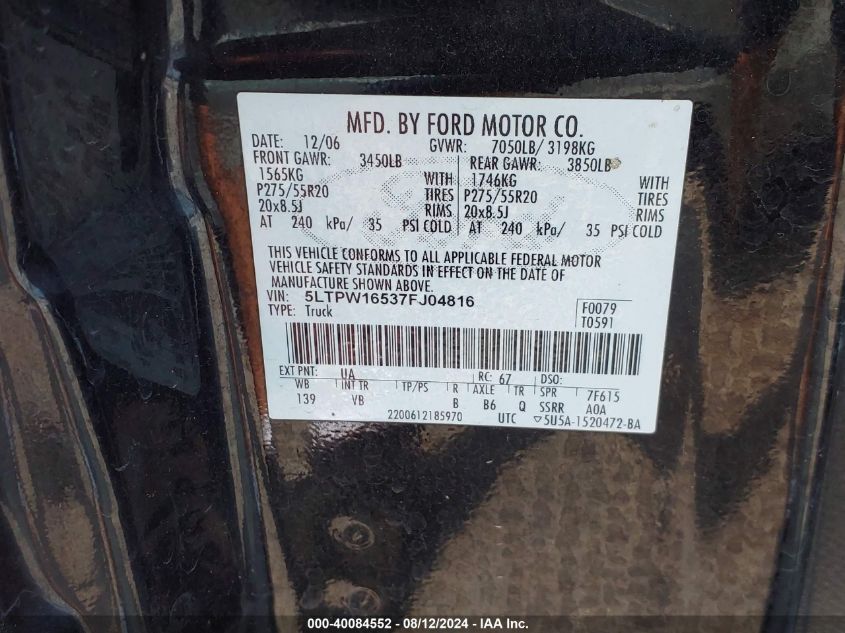 MFD. BY FORD MOTOR CO.
DATE: 12/06 GVWR: 7050LB/ 3198KG
FRONT GAWR: 3450LB REAR GAWR: 3850LB
1565KG WITH 1746KG WITH
P275/55R20 TIRES P275/55R20 TIRES
20x8.5J RIMS 20x8.5J RIMS
AT 240 kPa/ 35 PSI COLD AT 240 kPa/ 35 PSI COLD
THIS VEHICLE CONFORMS TO ALL APPLICABLE FEDERAL MOTOR
VEHICLE SAFETY STANDARDS IN EFFECT ON THE DATE OF
MANUFACTURE SHOWN ABOVE.
VIN: 5LTPW16537FJ04816 F0079
TYPE: Truck T0591
EXT PNT: UA RC: 67 DSO:
WB INT TR TP/PS R AXLE TR SPR 7F615
139 VB B B6 Q SSRR A0A
2200612185970 UTC ▽5U5A-1520472-BA
000-40084552 - 08/12/2024 - IAA Inc.